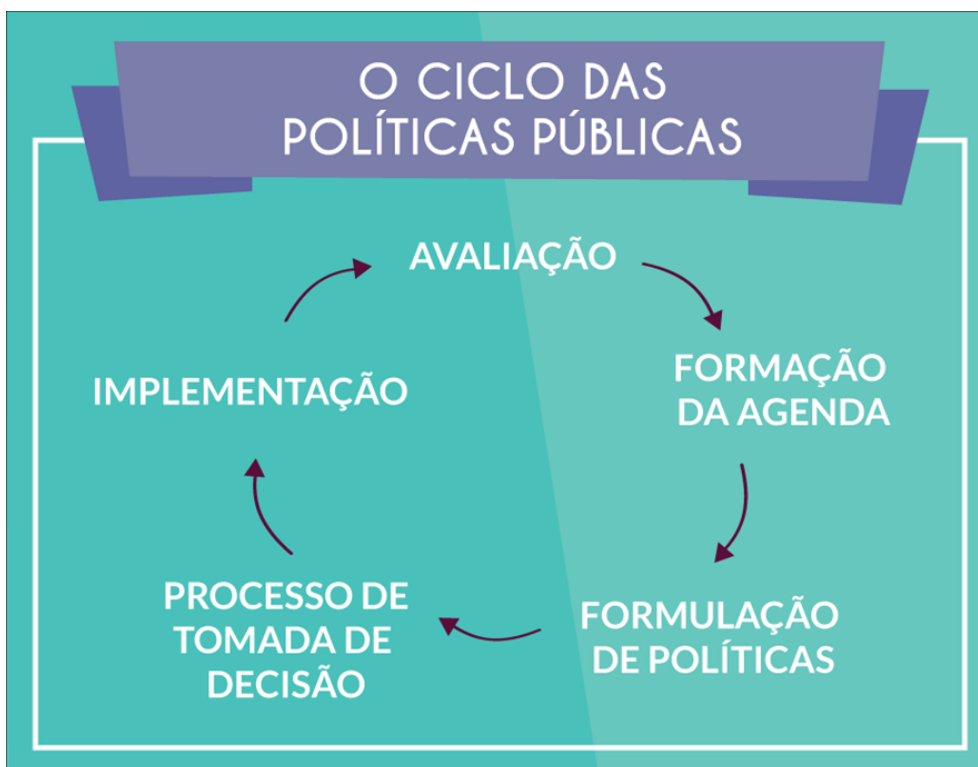 O CICLO DAS
POLÍTICAS PÚBLICAS
AVALIAÇÃO
FORMAÇÃO
DA AGENDA
FORMULAÇÃO
DE POLÍTICAS
PROCESSO DE
TOMADA DE
DECISÃO
IMPLEMENTAÇÃO